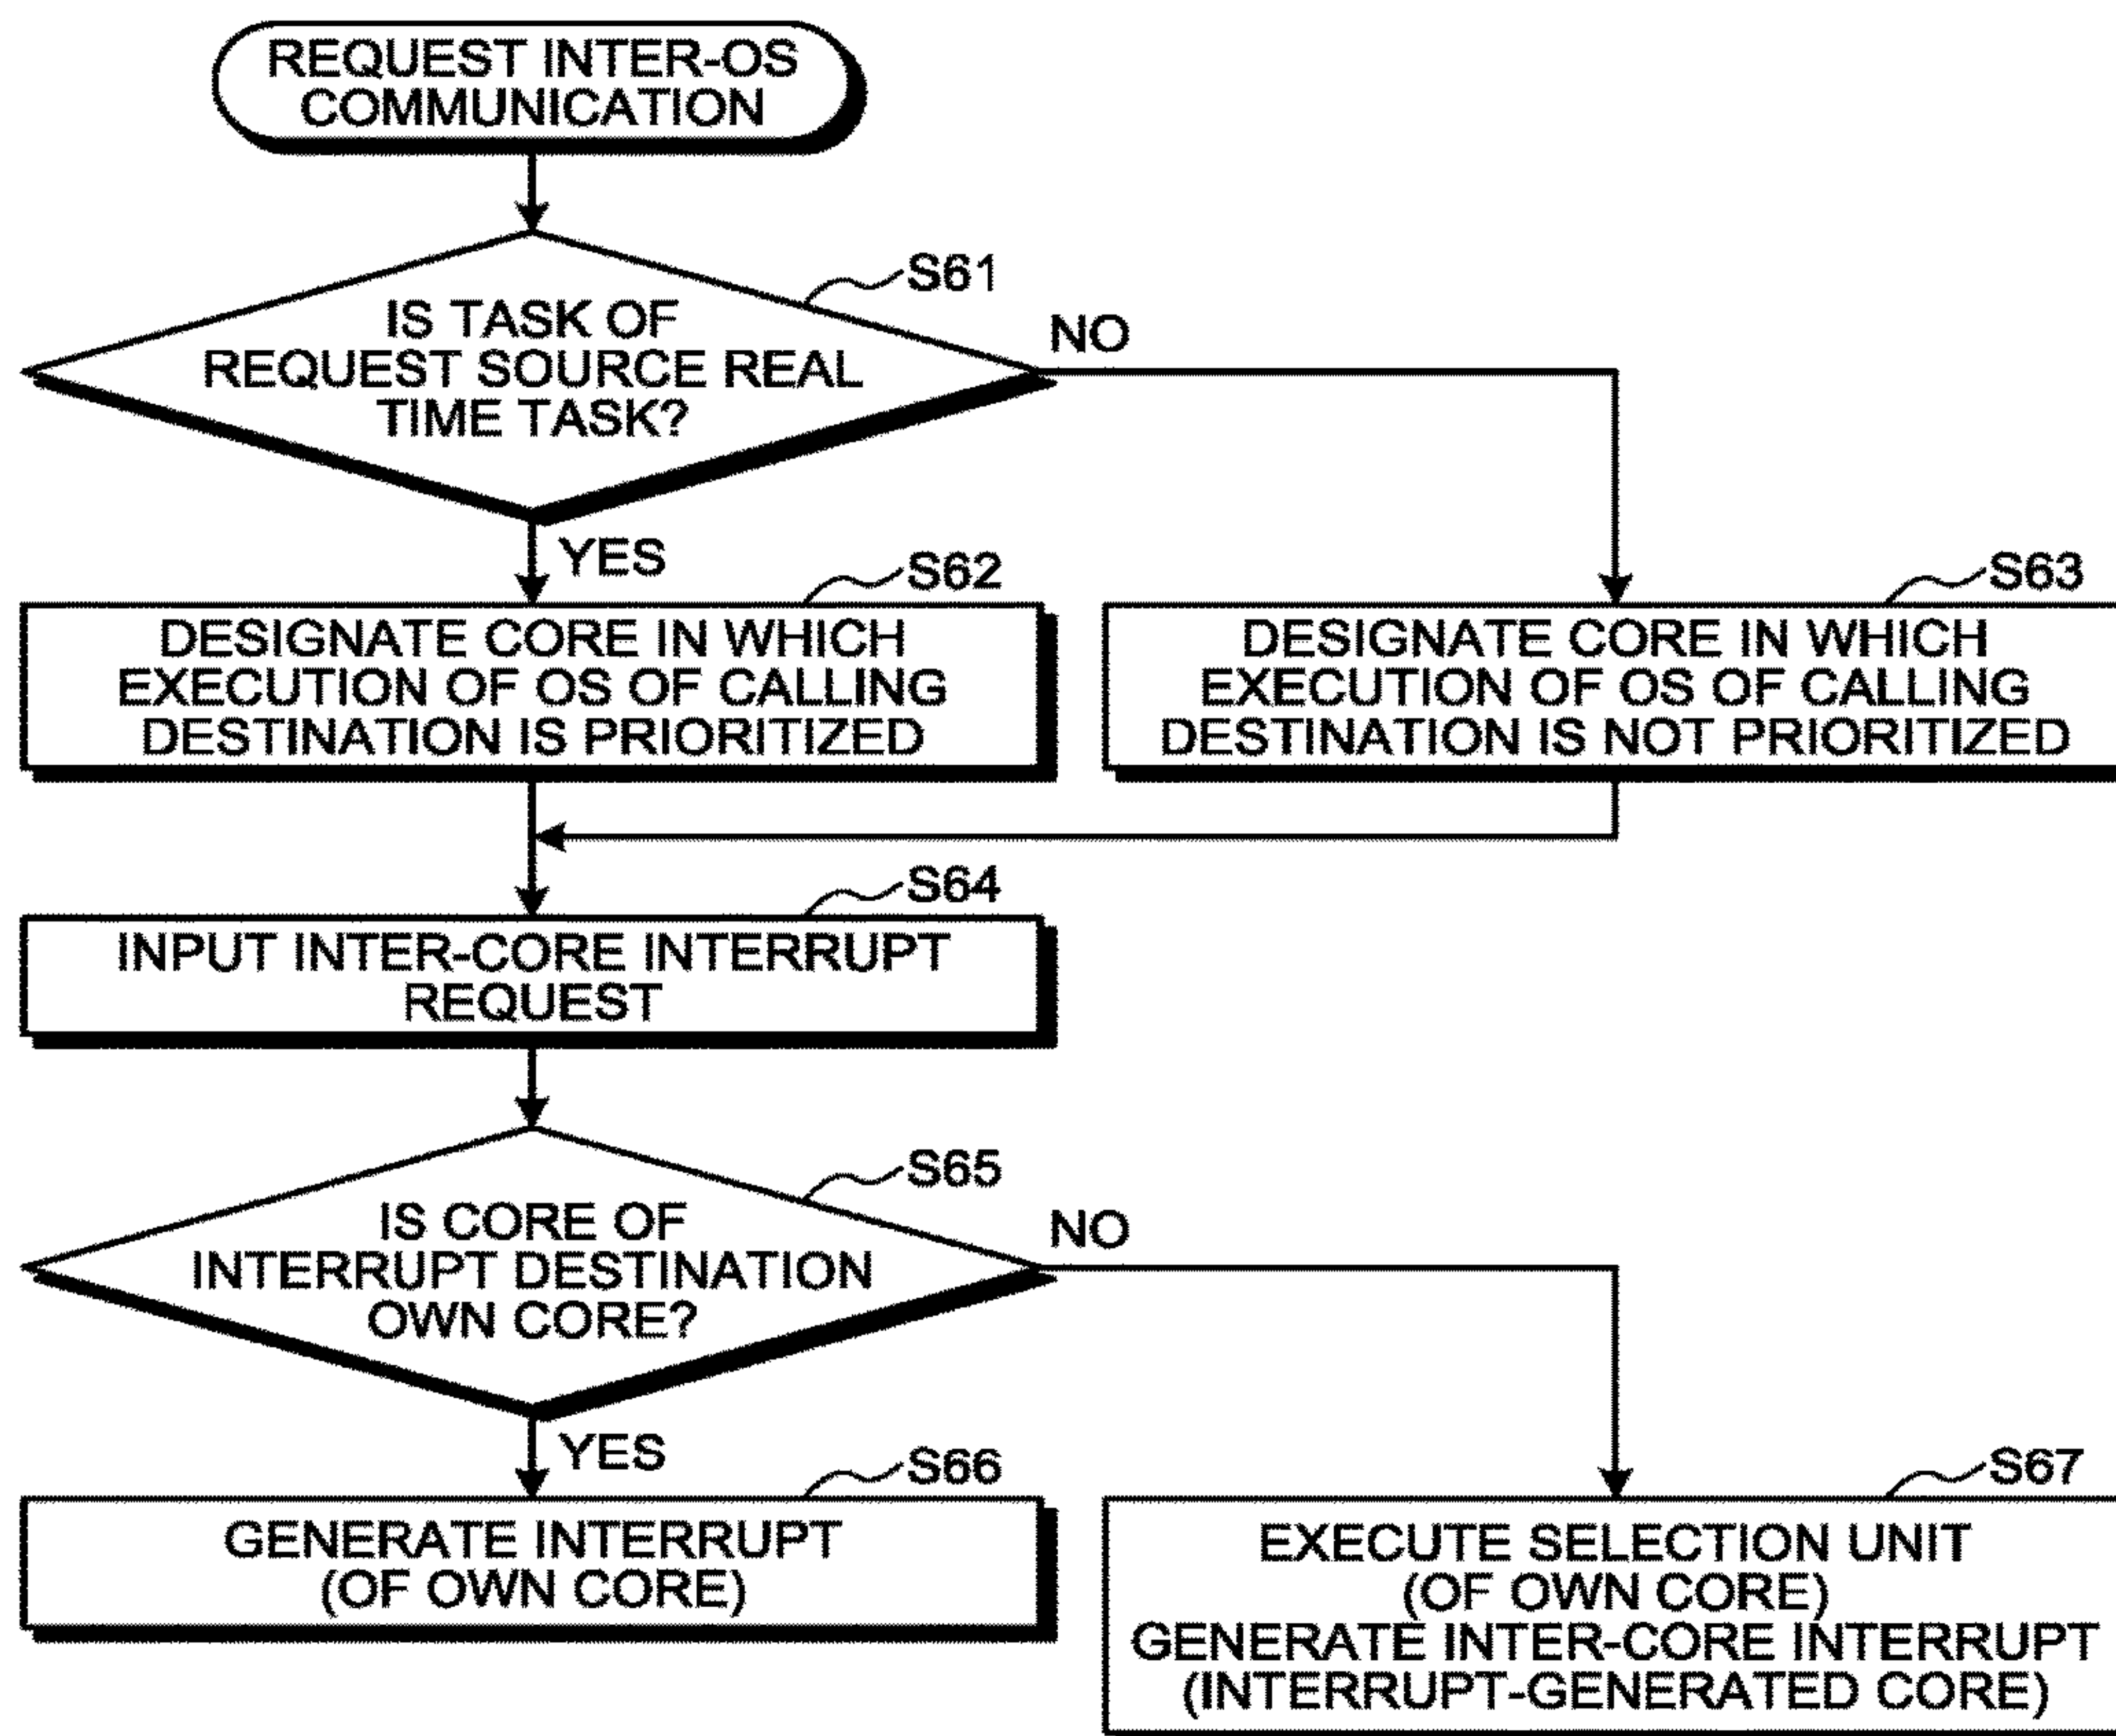 REQUEST INTER-OS
COMMUNICATION
S61
IS TASK OF
REQUEST SOURCE REAL
TIME TASK?
NO
YES
S62
DESIGNATE CORE IN WHICH
EXECUTION OF OS OF CALLING
DESTINATION IS PRIORITIZED
S63
DESIGNATE CORE IN WHICH
EXECUTION OF OS OF CALLING
DESTINATION IS NOT PRIORITIZED
S64
INPUT INTER-CORE INTERRUPT
REQUEST
S65
IS CORE OF
INTERRUPT DESTINATION
OWN CORE?
NO
YES
S66
GENERATE INTERRUPT
(OF OWN CORE)
S67
EXECUTE SELECTION UNIT
(OF OWN CORE)
GENERATE INTER-CORE INTERRUPT
(INTERRUPT-GENERATED CORE)